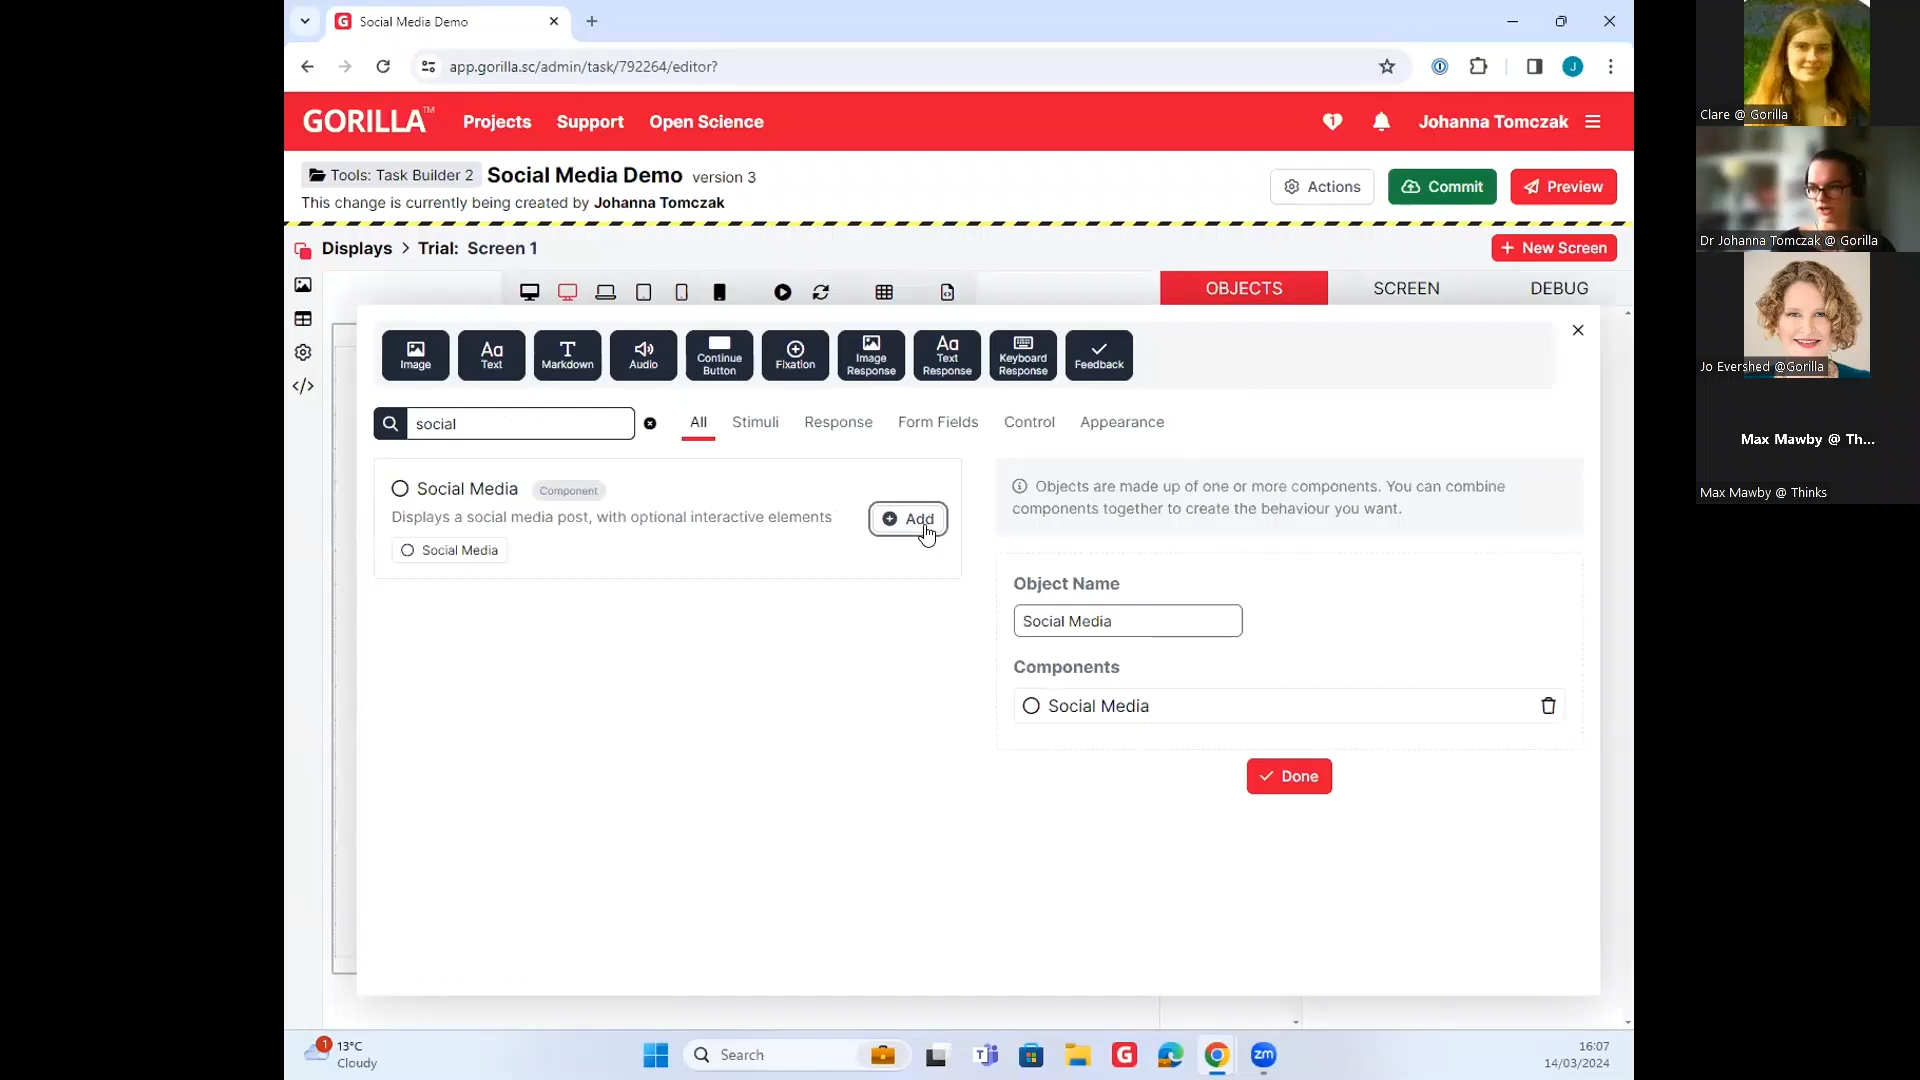 Social Media Demo
app.gorilla.sc/admin/task/792264/editor?
J
GORILLA™
Projects
Support
Open Science
1
Johanna Tomczak
Tools: Task Builder 2
Social Media Demo version 3
This change is currently being created by Johanna Tomczak
Actions
Commit
Preview
Displays > Trial: Screen 1
+ New Screen
OBJECTS
SCREEN
DEBUG
Image
Aa Text
T Markdown
Audio
Continue Button
Fixation
Image Response
Aa Text Response
Keyboard Response
Feedback
social
All
Stimuli
Response
Form Fields
Control
Appearance
Social Media Component
Displays a social media post, with optional interactive elements
Add
Social Media
Objects are made up of one or more components. You can combine
components together to create the behaviour you want.
Object Name
Social Media
Components
Social Media
Done
1
13°C
Cloudy
Search
G
zm
16:07
14/03/2024
Clare @ Gorilla
Dr Johanna Tomczak @ Gorilla
Jo Evershed @Gorilla
Max Mawby @ Th...
Max Mawby @ Thinks